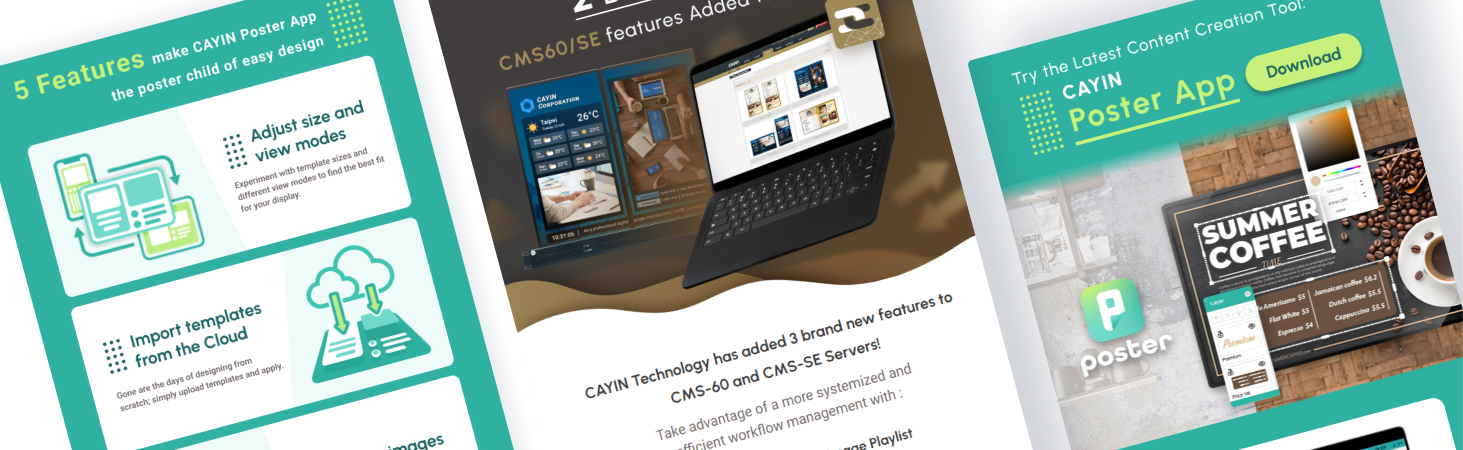 5 Features make CAYIN Poster App
the poster child of easy design
Adjust size and
view modes
Experiment with template sizes and
different view modes to find the best fit
for your display.
Import templates
from the Cloud
Gone are the days of designing from
scratch; simply upload templates and apply.
images
CMS60/SE features Added
CAYIN
CORPORATION
Taipei
26°C
10:31:06
CAYIN Technology has added 3 brand new features to
CMS-60 and CMS-SE Servers!
Take advantage of a more systemized and
efficient workflow management with :
Playlist
Try the Latest Content Creation Tool:
CAYIN
Poster App
Download
SUMMER
COFFEE
TIME
Americano $5
Flat White $5
Espresso $4
Jamaican coffee $6.2
Dutch coffee $5.5
Cappuccino $5.5
Layer
Premium
Premium
poster